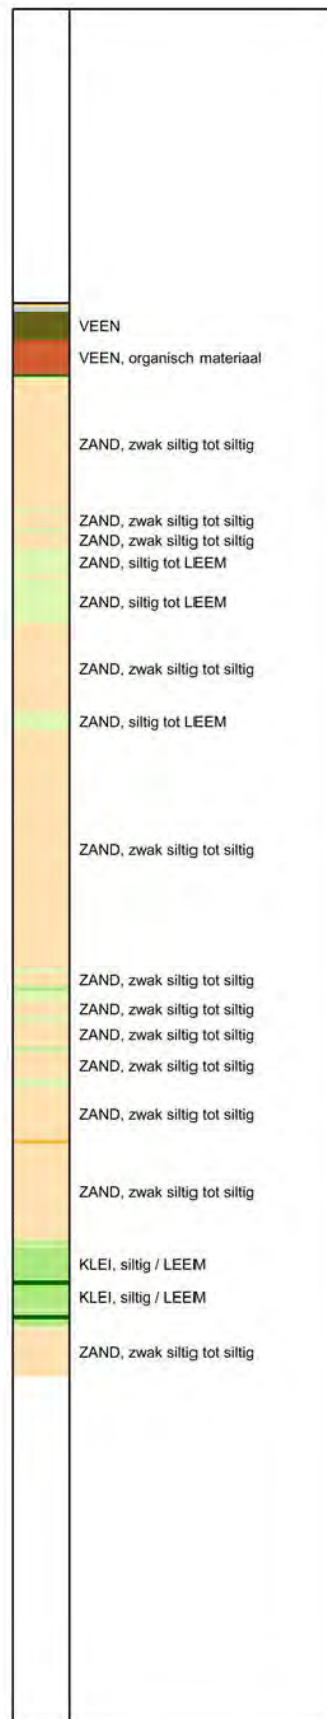 VEEN
VEEN, organisch materiaal
ZAND, zwak siltig tot siltig
ZAND, zwak siltig tot siltig
ZAND, zwak siltig tot siltig
ZAND, siltig tot LEEM
ZAND, siltig tot LEEM
ZAND, zwak siltig tot siltig
ZAND, siltig tot LEEM
ZAND, zwak siltig tot siltig
ZAND, zwak siltig tot siltig
ZAND, zwak siltig tot siltig
ZAND, zwak siltig tot siltig
ZAND, zwak siltig tot siltig
ZAND, zwak siltig tot siltig
ZAND, zwak siltig tot siltig
KLEI, siltig / LEEM
KLEI, siltig / LEEM
ZAND, zwak siltig tot siltig